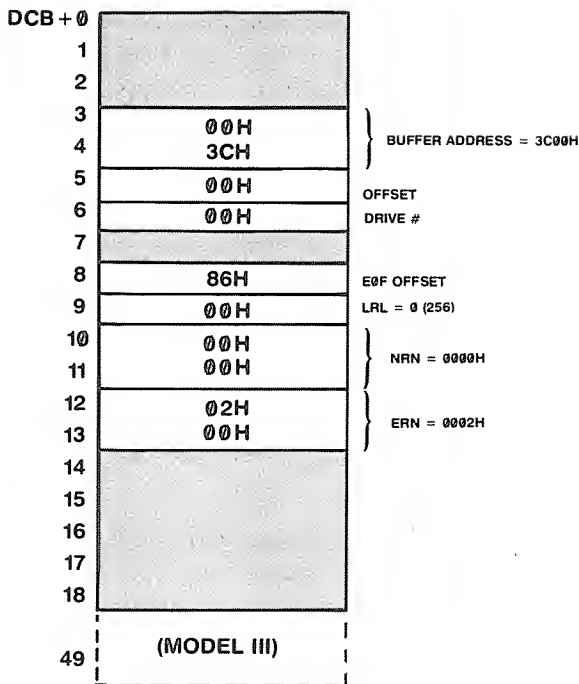 DCB + 0
1
2
3
00H
4
3CH
BUFFER ADDRESS = 3C00H
5
00H
OFFSET
6
00H
DRIVE #
7
8
86H
E0F OFFSET
9
00H
LRL = 0 (256)
10
00H
11
00H
NRN = 0000H
12
02H
13
00H
ERN = 0002H
14
15
16
17
18
49
(MODEL III)